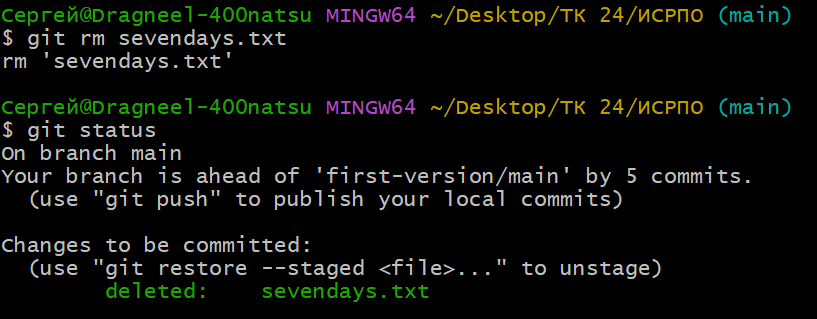 Сергей@Dragneel-400natsu MINGW64 ~/Desktop/ТК 24/ИСРПО (main)
$ git rm sevendays.txt
rm 'sevendays.txt'

Сергей@Dragneel-400natsu MINGW64 ~/Desktop/ТК 24/ИСРПО (main)
$ git status
On branch main
Your branch is ahead of 'first-version/main' by 5 commits.
  (use "git push" to publish your local commits)

Changes to be committed:
  (use "git restore --staged <file>..." to unstage)
        deleted:    sevendays.txt